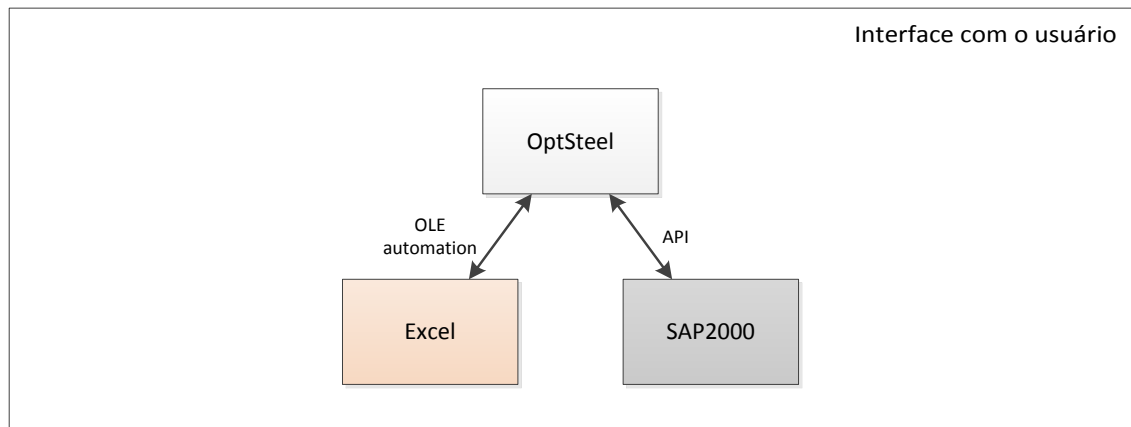 Interface com o usuário
OptSteel
OLE
automation
API
Excel
SAP2000